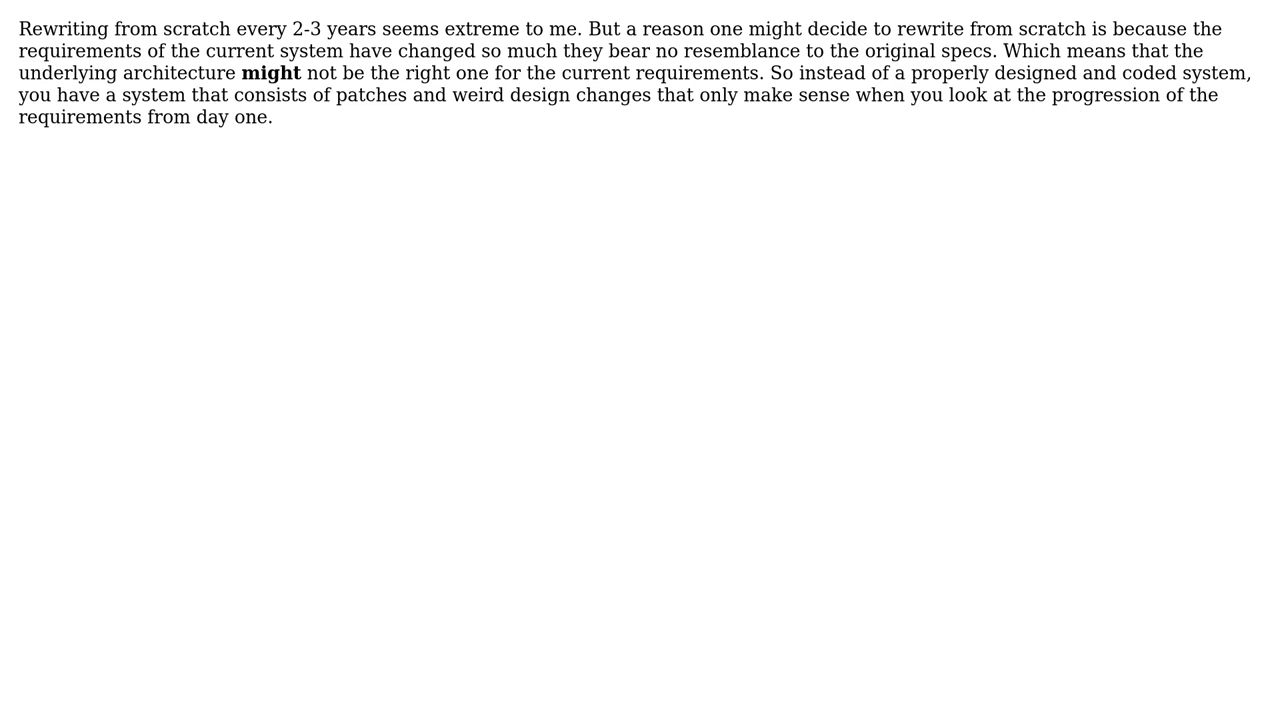 Rewriting from scratch every 2-3 years seems extreme to me. But a reason one might decide to rewrite from scratch is because the
requirements of the current system have changed so much they bear no resemblance to the original specs. Which means that the
underlying architecture might not be the right one for the current requirements. So instead of a properly designed and coded system,
you have a system that consists of patches and weird design changes that only make sense when you look at the progression of the
requirements from day one.